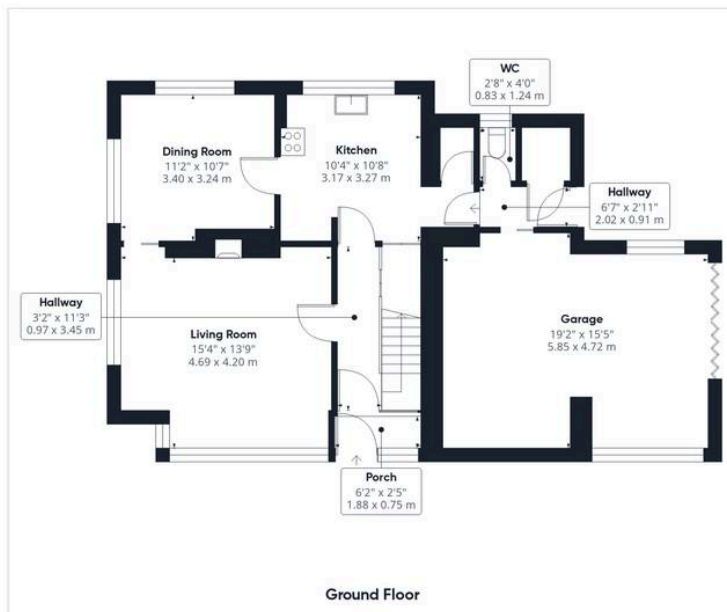 WC
2'8" x 4'0"
0.83 x 1.24 m
Dining Room
11'2" x 10'7"
3.40 x 3.24 m
Kitchen
10'4" x 10'8"
3.17 x 3.27 m
Hallway
6'7" x 2'11"
2.02 x 0.91 m
Hallway
3'2" x 11'3"
0.97 x 3.45 m
Living Room
15'4" x 13'9"
4.69 x 4.20 m
Garage
19'2" x 15'5"
5.85 x 4.72 m
Porch
6'2" x 2'5"
1.88 x 0.75 m
Ground Floor